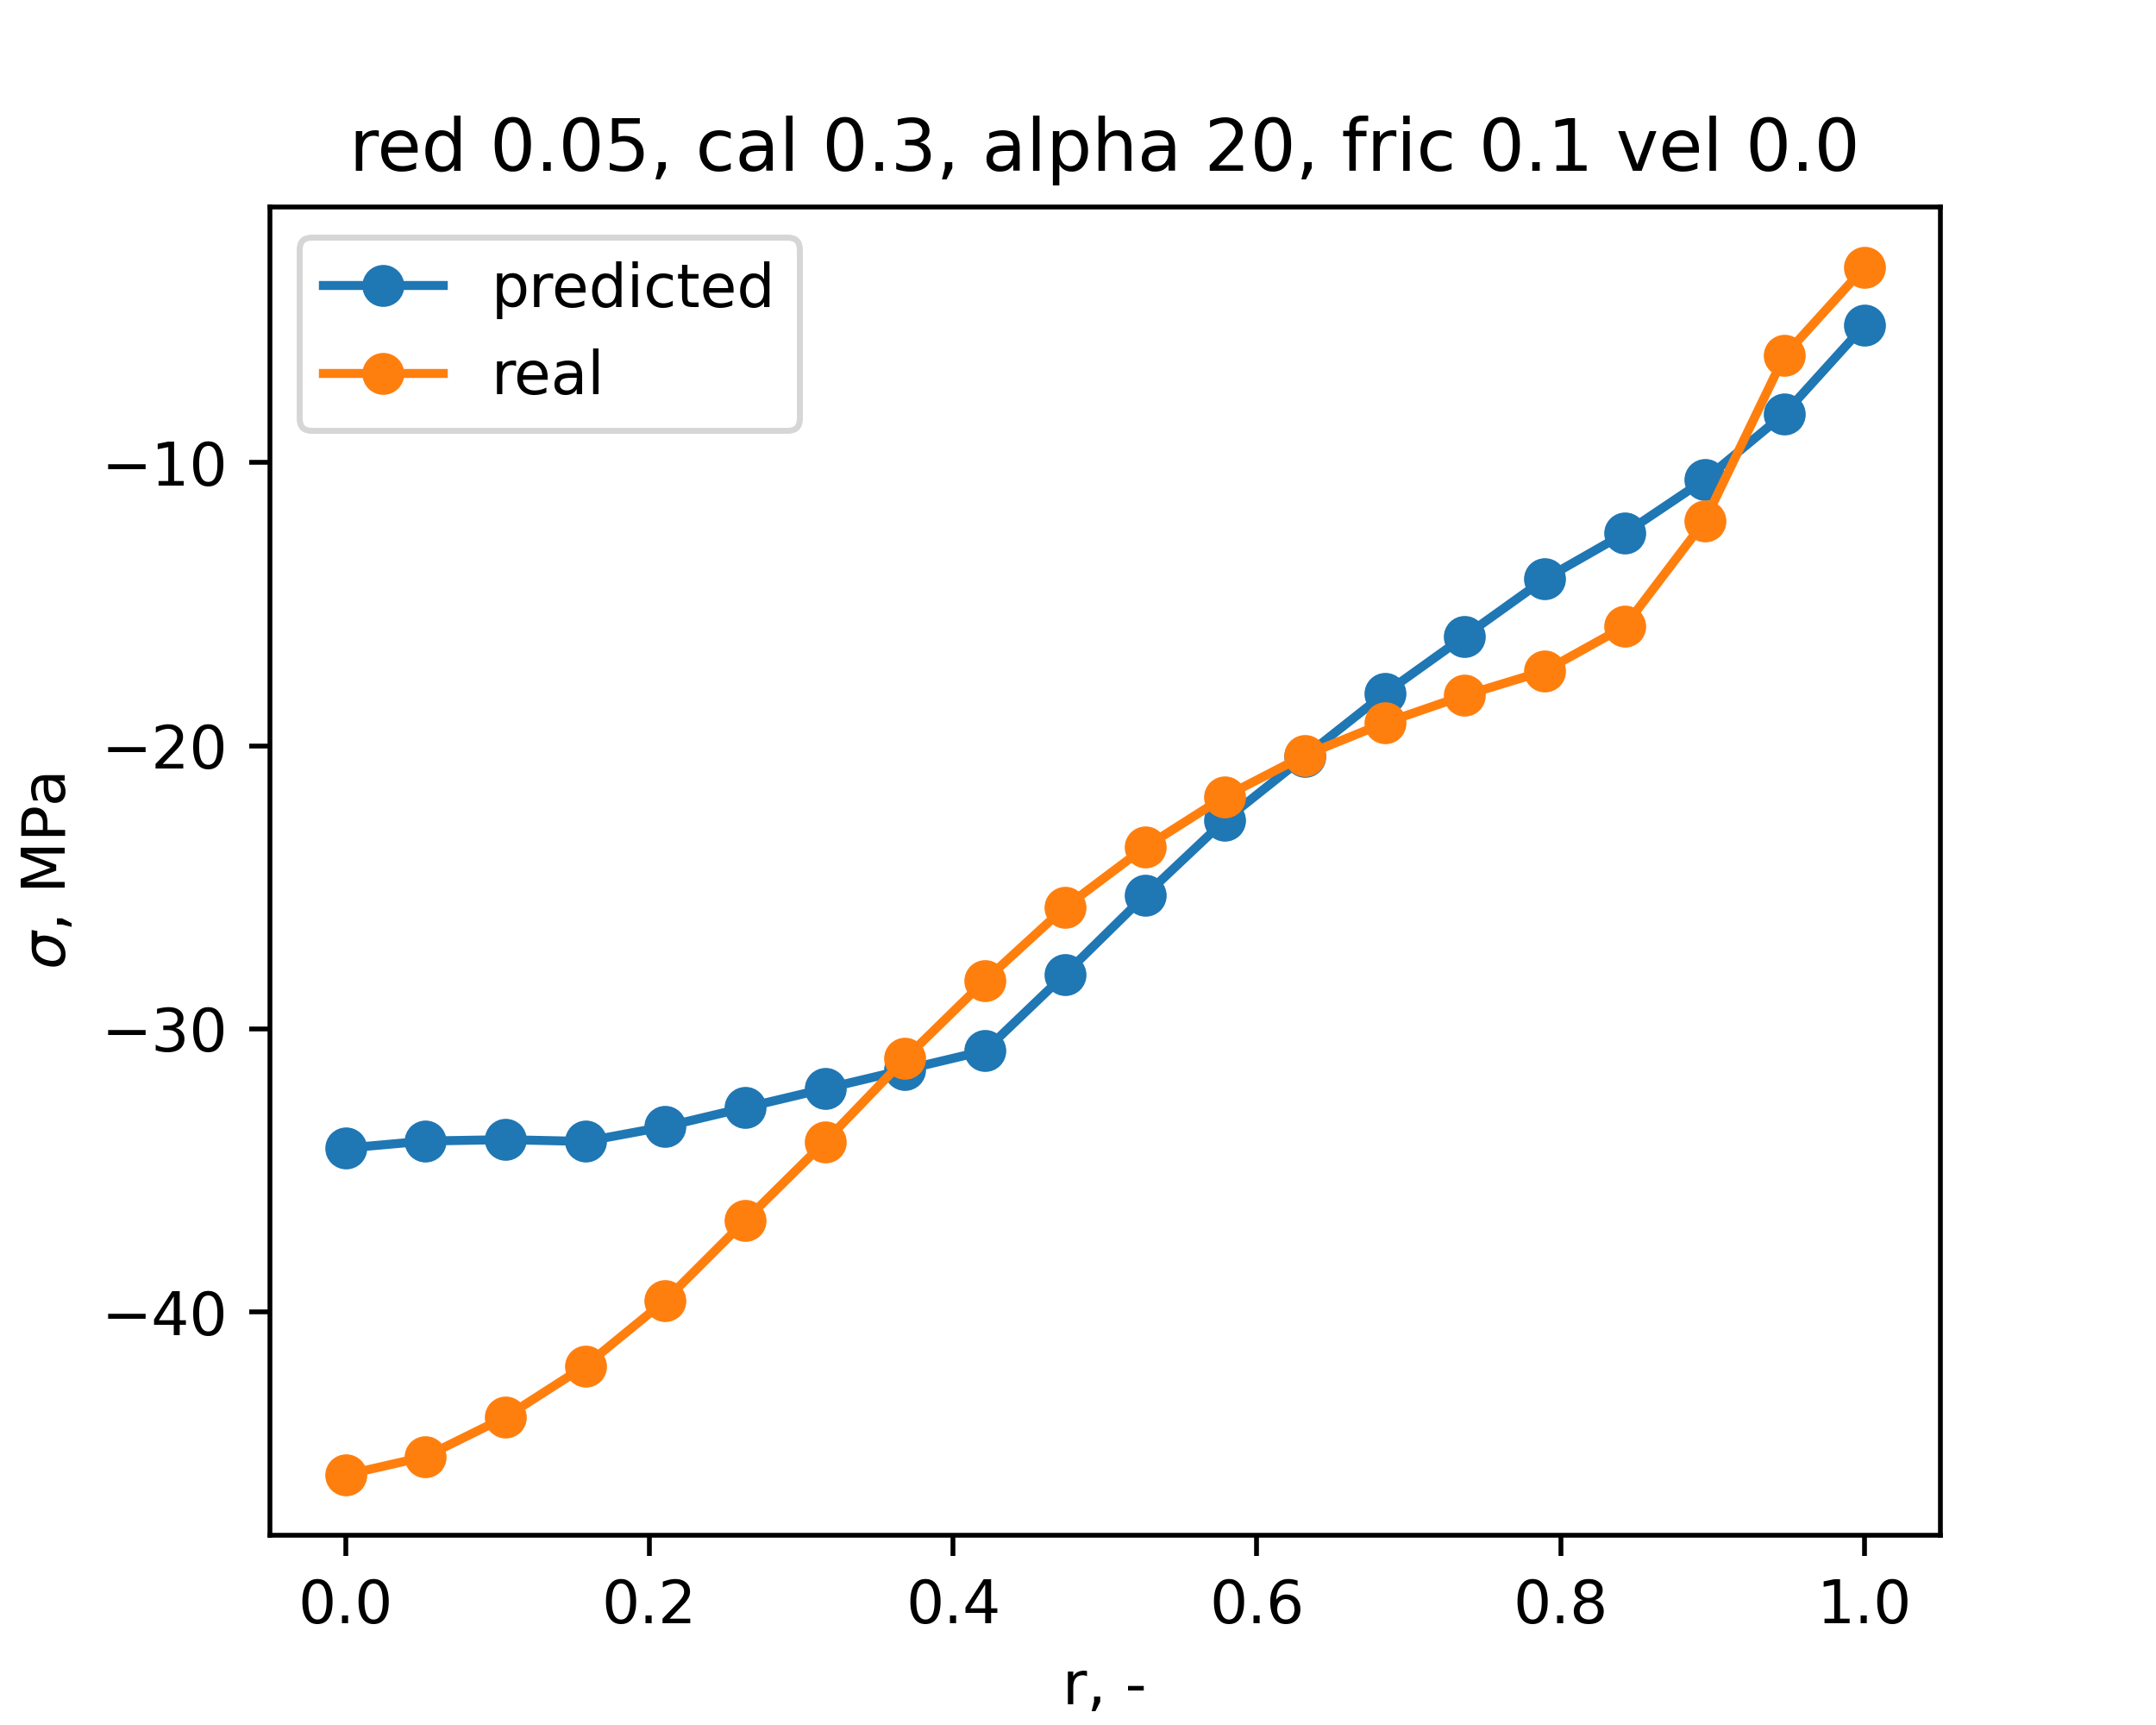 red 0.05, cal 0.3, alpha 20, fric 0.1 vel 0.0
predicted
real
−10
−20
−30
−40
σ, MPa
0.0 0.2 0.4 0.6 0.8 1.0
r, -